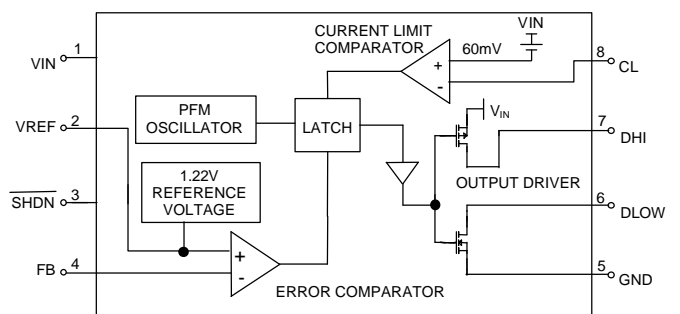 CURRENT LIMIT
COMPARATOR
VIN
60mV
1
VIN
+
-
8
CL
PFM
OSCILLATOR
LATCH
VIN
2
VREF
7
DHI
1.22V
REFERENCE
VOLTAGE
OUTPUT DRIVER
3
SHDN
6
DLOW
+
-
4
FB
5
GND
ERROR COMPARATOR